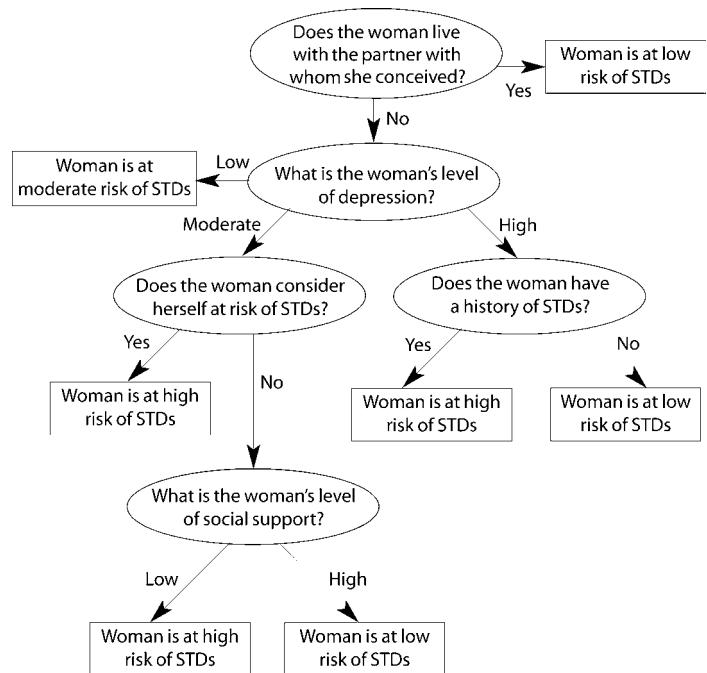 Does the woman live
with the partner with
whom she conceived?
Yes
Woman is at low
risk of STDs
No
Woman is at
moderate risk of STDs
Low
What is the woman's level
of depression?
Moderate
High
Does the woman consider
herself at risk of STDs?
Does the woman have
a history of STDs?
Yes
No
Yes
No
Woman is at high
risk of STDs
Woman is at high
risk of STDs
Woman is at low
risk of STDs
What is the woman's level
of social support?
Low
High
Woman is at high
risk of STDs
Woman is at low
risk of STDs